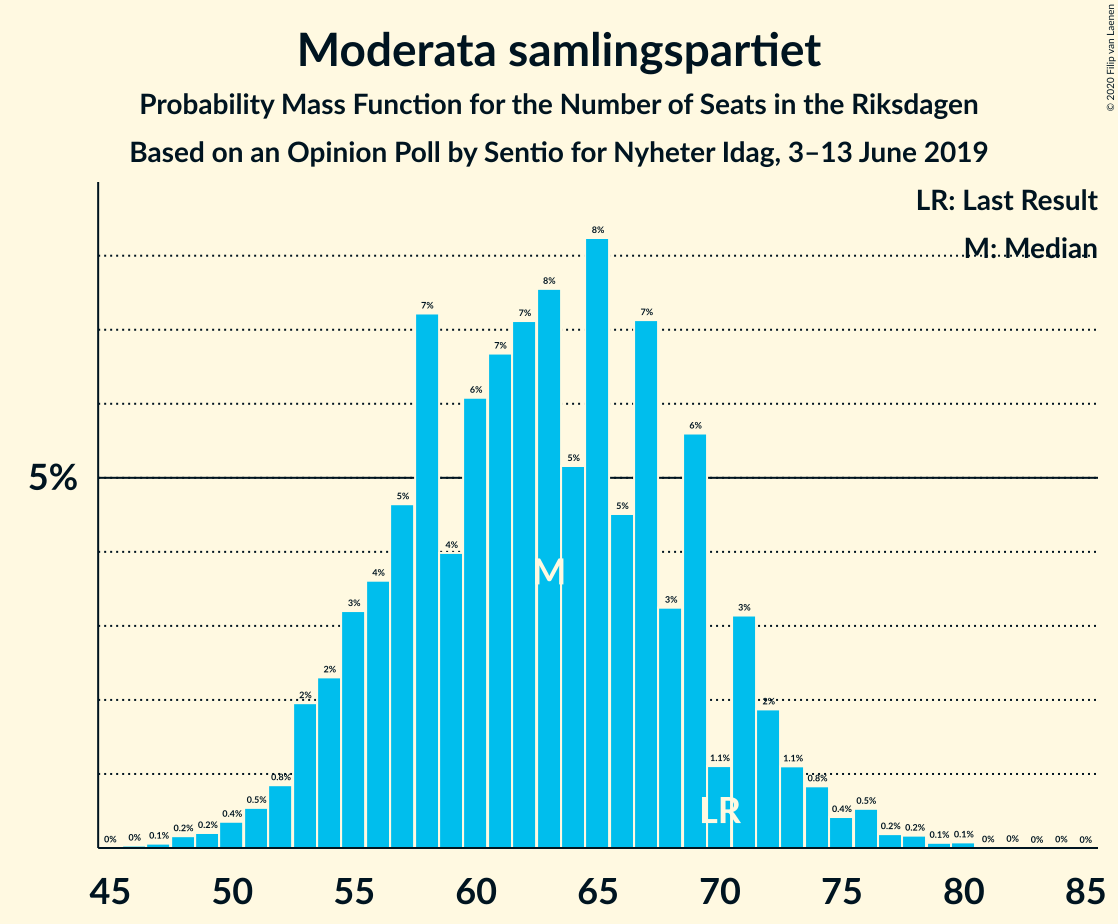 Moderata samlingspartiet
Probability Mass Function for the Number of Seats in the Riksdagen
Based on an Opinion Poll by Sentio for Nyheter Idag, 3–13 June 2019
© 2020 Filip van Laenen
LR: Last Result
M: Median
5%
0% 0% 0.1% 0.2% 0.2% 0.4% 0.5% 0.8% 2% 2% 3% 4% 5% 7% 4% 6% 7% 7% 8% 5% 8% 5% 7% 3% 6% 1.1% 3% 2% 1.1% 0.8% 0.4% 0.5% 0.2% 0.2% 0.1% 0.1% 0% 0% 0% 0% 0%
M
LR
45 50 55 60 65 70 75 80 85